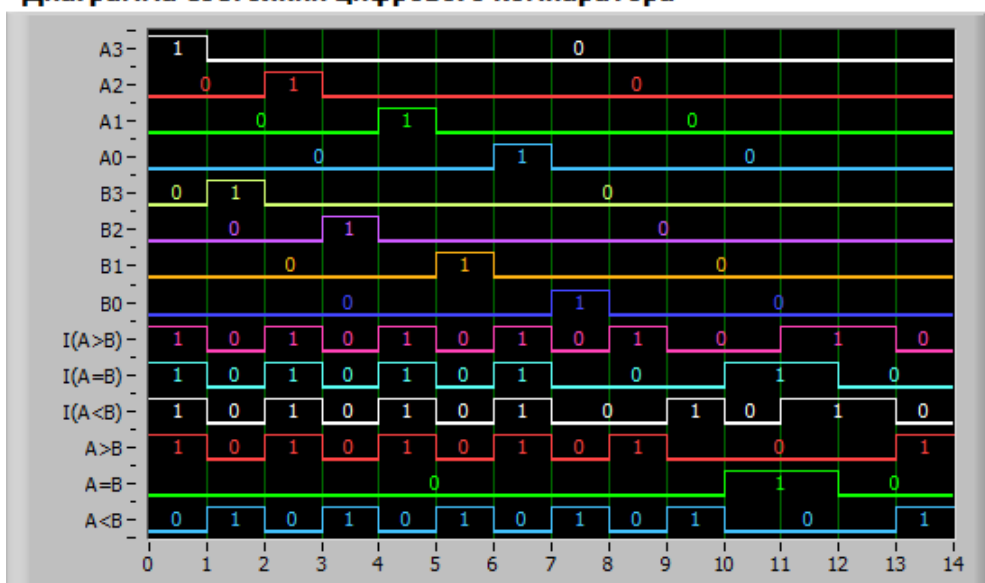 Диаграмма состояний цифрового компаратора
A3 1 0
A2 0 1 0
A1 0 1 0
A0 0 1 0
B3 0 1 0
B2 0 1 0
B1 0 1 0
B0 0 1 0
I(A>B) 1 0 1 0 1 0 1 0 1 0 1 0
I(A=B) 1 0 1 0 1 0 1 0 1 0
I(A<B) 1 0 1 0 1 0 1 0 1 0 1 0
A>B 1 0 1 0 1 0 1 0 1 0 1
A=B 0 1 0
A<B 0 1 0 1 0 1 0 1 0 1 0 1
0 1 2 3 4 5 6 7 8 9 10 11 12 13 14